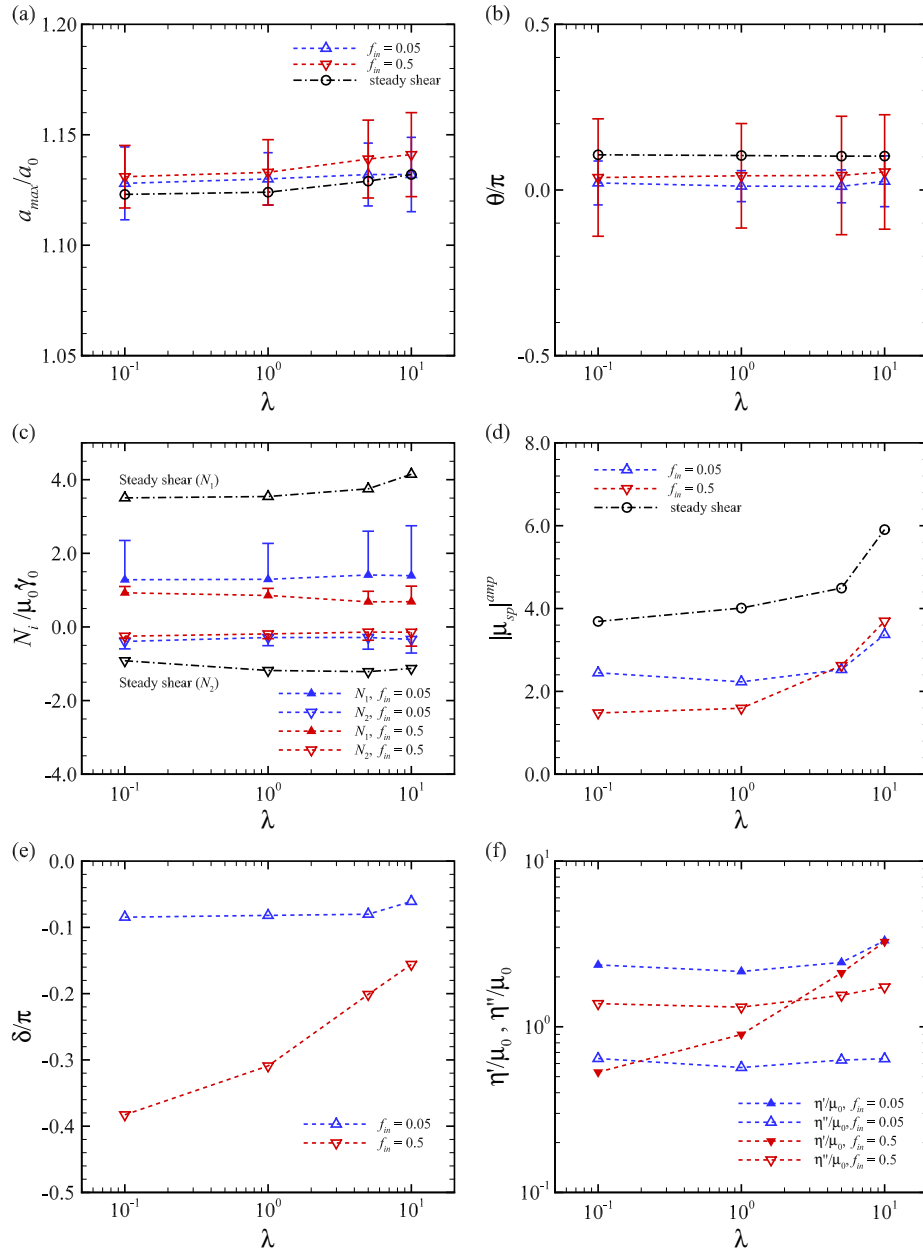 (a)
1.20
1.15
1.10
1.05
a_max/a_0
f_in = 0.05
f_in = 0.5
steady shear
10^-1
10^0
10^1
λ
(b)
0.5
0.0
-0.5
θ/π
10^-1
10^0
10^1
λ
(c)
4.0
2.0
0.0
-2.0
-4.0
N_i/μ_0γ̇_0
Steady shear (N_1)
Steady shear (N_2)
N_1, f_in = 0.05
N_2, f_in = 0.05
N_1, f_in = 0.5
N_2, f_in = 0.5
10^-1
10^0
10^1
λ
(d)
8.0
6.0
4.0
2.0
0.0
|μ_sp|^amp
f_in = 0.05
f_in = 0.5
steady shear
10^-1
10^0
10^1
λ
(e)
0.0
-0.1
-0.2
-0.3
-0.4
-0.5
δ/π
f_in = 0.05
f_in = 0.5
10^-1
10^0
10^1
λ
(f)
10^1
10^0
10^-1
η'/μ_0 , η''/μ_0
η'/μ_0, f_in = 0.05
η''/μ_0, f_in = 0.05
η'/μ_0, f_in = 0.5
η''/μ_0, f_in = 0.5
10^-1
10^0
10^1
λ